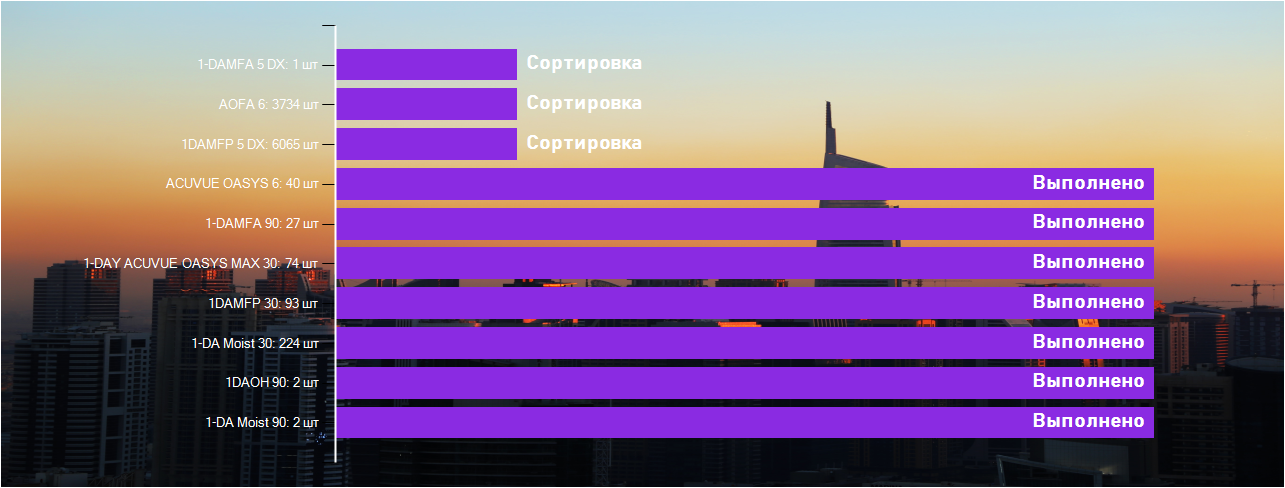 1-DAMFA 5 DX: 1 шт Сортировка
AOFA 6: 3734 шт Сортировка
1DAMFP 5 DX: 6065 шт Сортировка
ACUVUE OASYS 6: 40 шт Выполнено
1-DAMFA 90: 27 шт Выполнено
1-DAY ACUVUE OASYS MAX 30: 74 шт Выполнено
1DAMFP 30: 93 шт Выполнено
1-DA Moist 30: 224 шт Выполнено
1DAOH 90: 2 шт Выполнено
1-DA Moist 90: 2 шт Выполнено